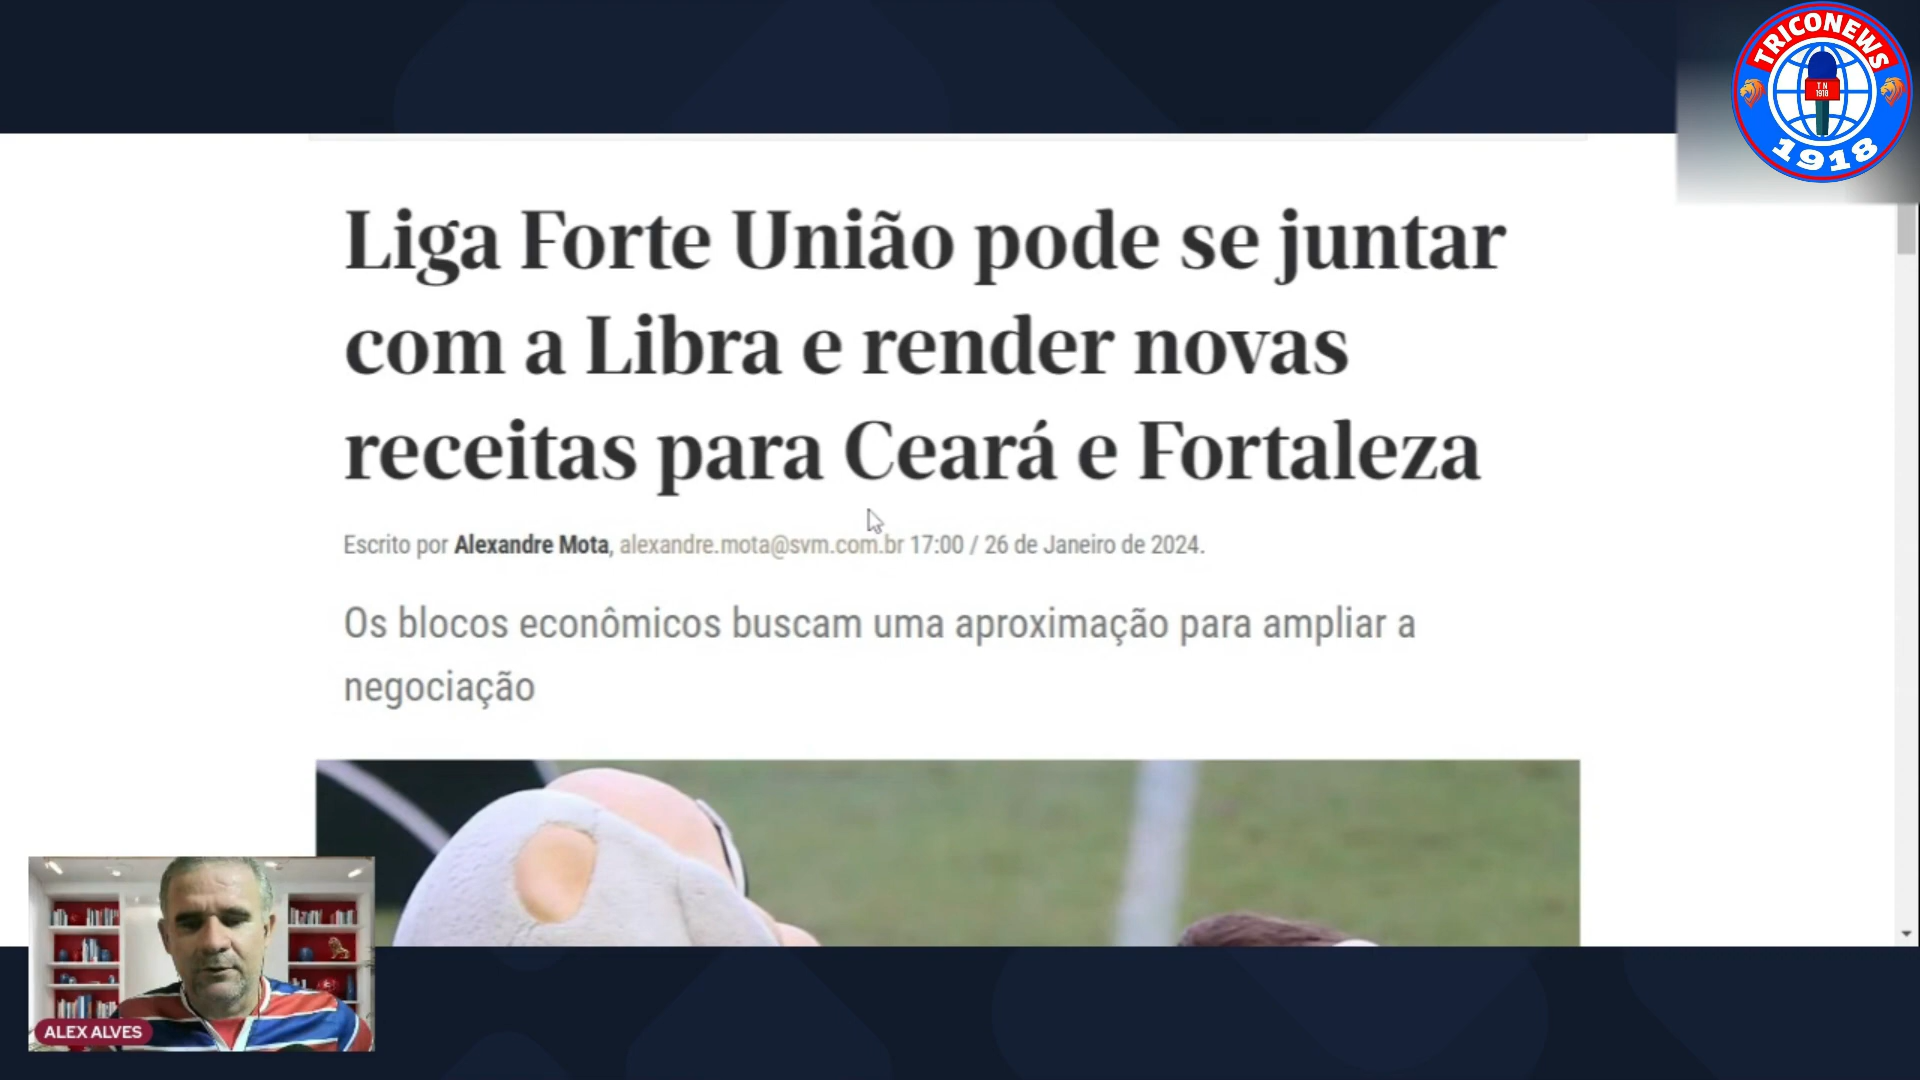 TRICONEWS
T N
1918
1918
Liga Forte União pode se juntar
com a Libra e render novas
receitas para Ceará e Fortaleza
Escrito por Alexandre Mota, alexandre.mota@svm.com.br 17:00 / 26 de Janeiro de 2024.
Os blocos econômicos buscam uma aproximação para ampliar a
negociação
ALEX ALVES